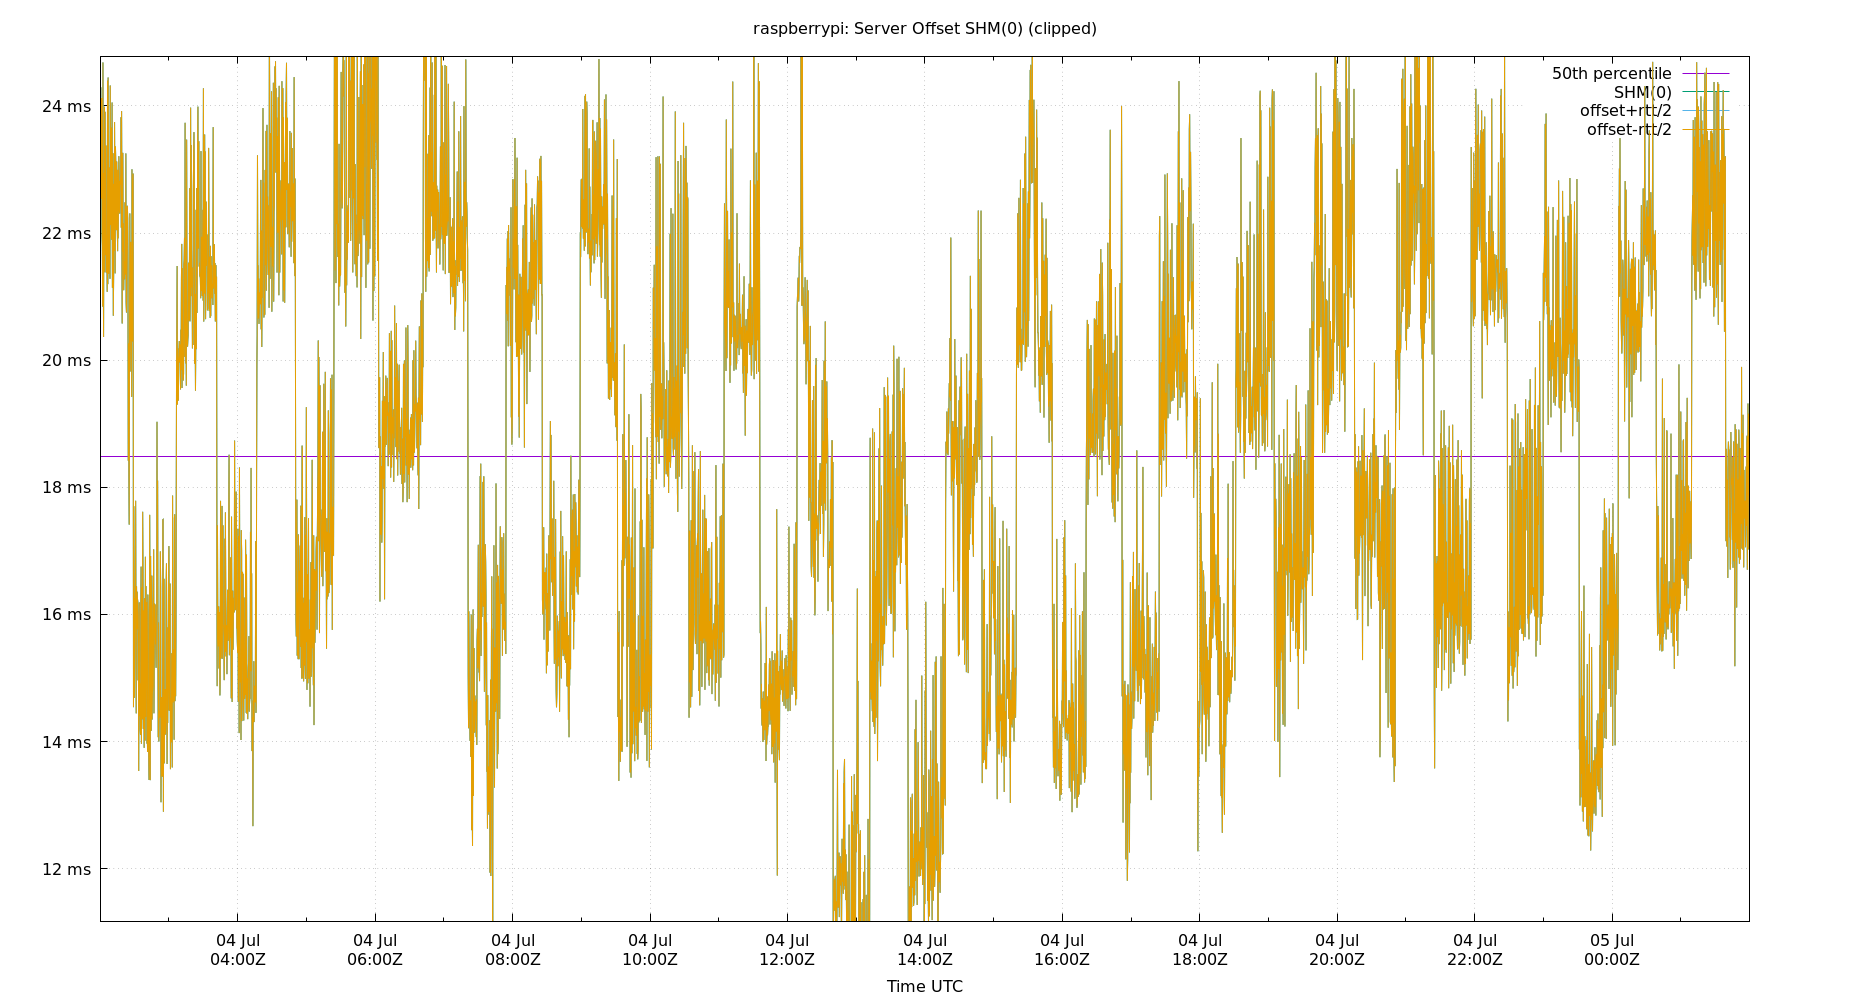 raspberrypi: Server Offset SHM(0) (clipped)
50th percentile
SHM(0)
offset+rtt/2
offset-rtt/2
24 ms
22 ms
20 ms
18 ms
16 ms
14 ms
12 ms
04 Jul 04 Jul 04 Jul 04 Jul 04 Jul 04 Jul 04 Jul 04 Jul 04 Jul 04 Jul 05 Jul
04:00Z 06:00Z 08:00Z 10:00Z 12:00Z 14:00Z 16:00Z 18:00Z 20:00Z 22:00Z 00:00Z
Time UTC